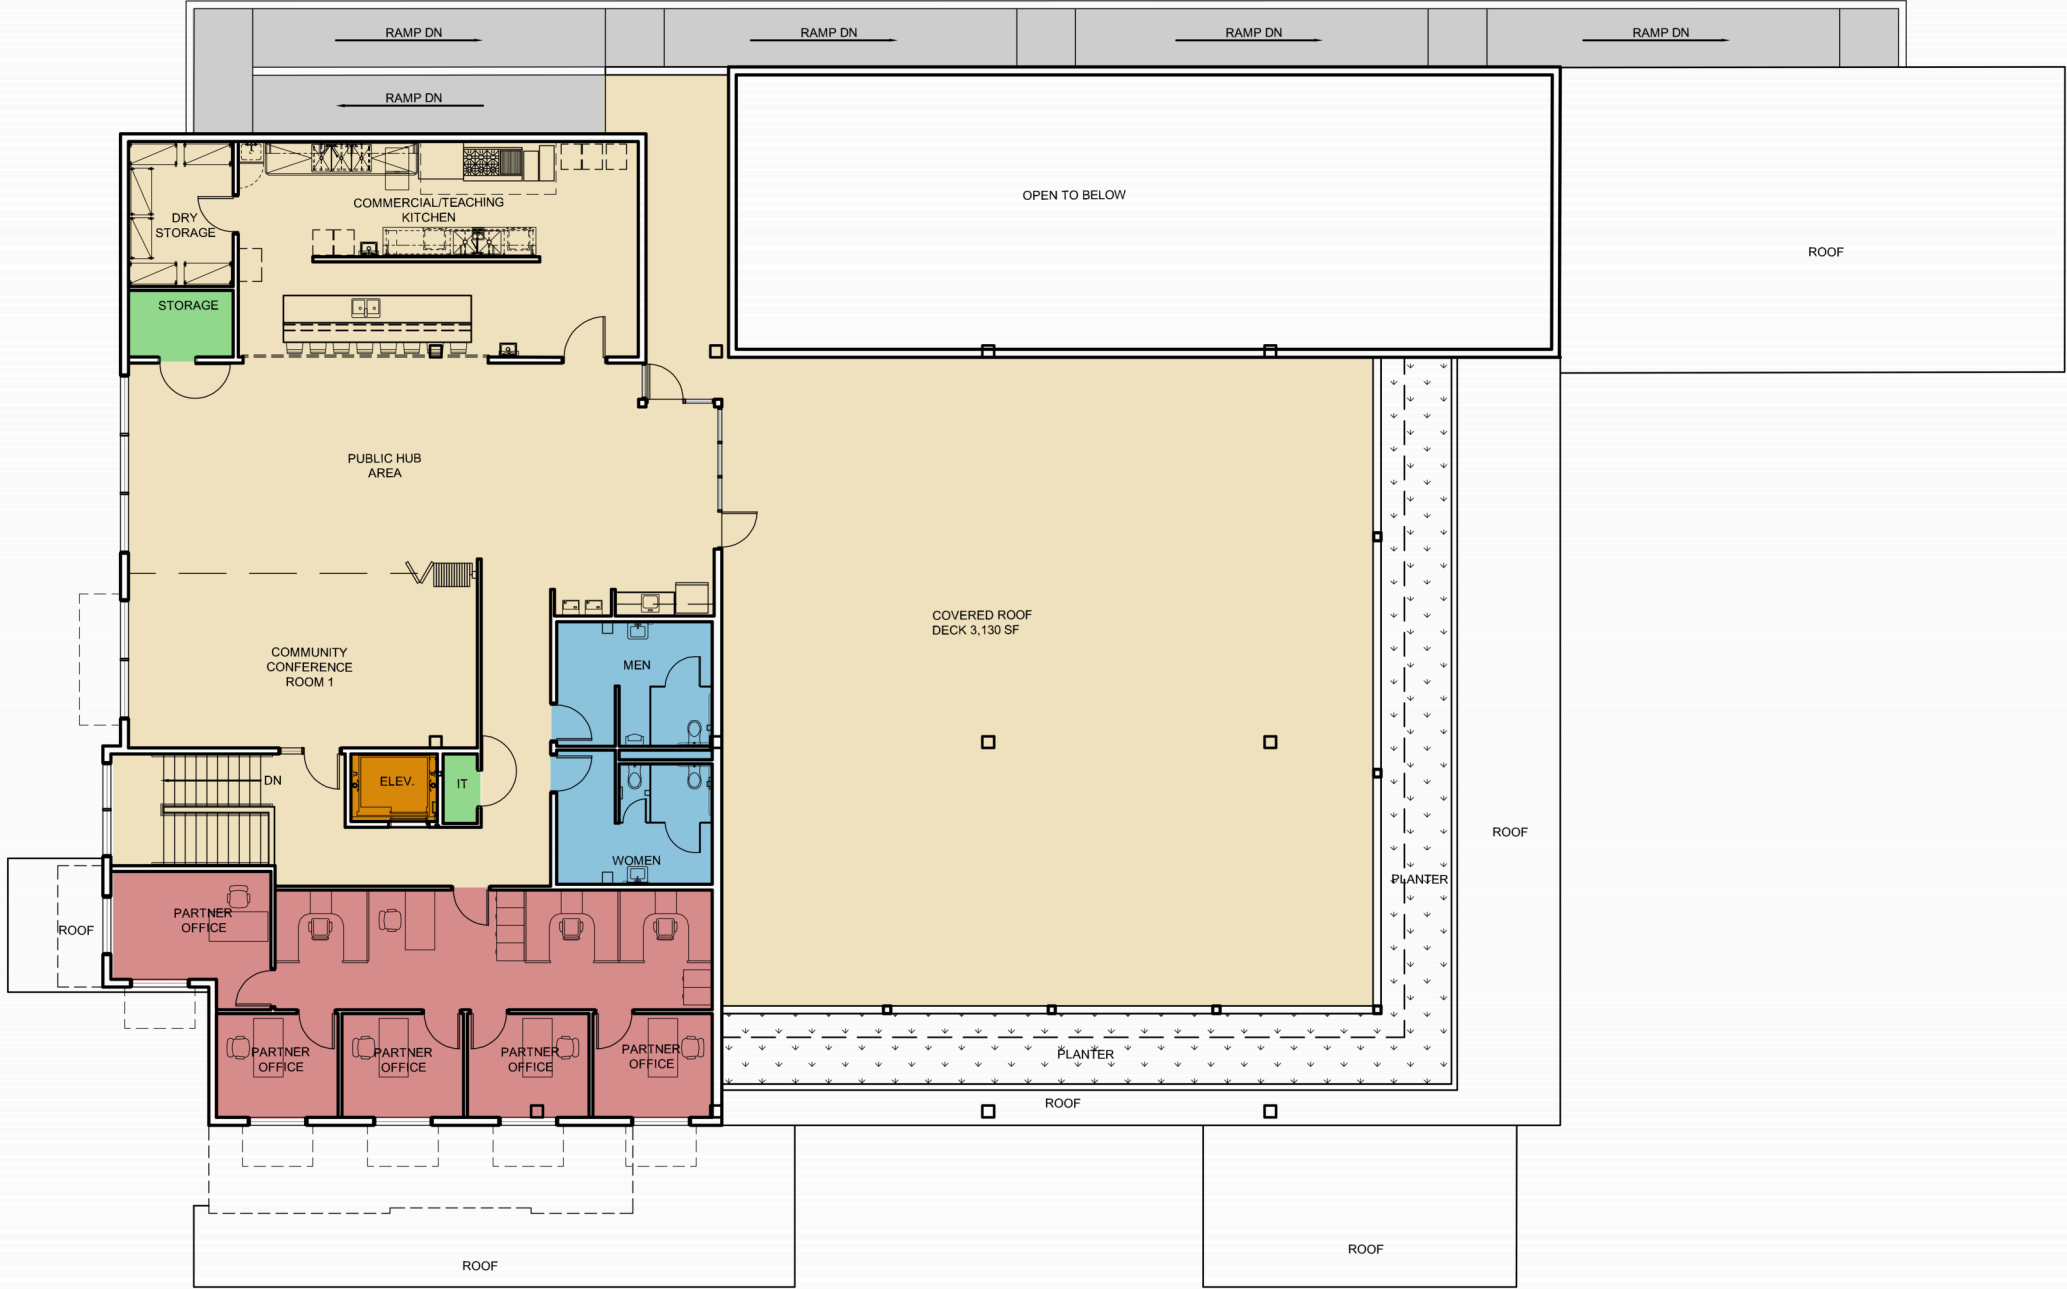 RAMP DN
RAMP DN
RAMP DN
RAMP DN
RAMP DN
OPEN TO BELOW
ROOF
COMMERCIAL/TEACHING
KITCHEN
DRY
STORAGE
STORAGE
PUBLIC HUB
AREA
COVERED ROOF
DECK 3,130 SF
COMMUNITY
CONFERENCE
ROOM 1
MEN
DN
ELEV.
IT
WOMEN
ROOF
PLANTER
PARTNER
OFFICE
ROOF
PARTNER
OFFICE
PARTNER
OFFICE
PARTNER
OFFICE
PARTNER
OFFICE
PLANTER
ROOF
ROOF
ROOF